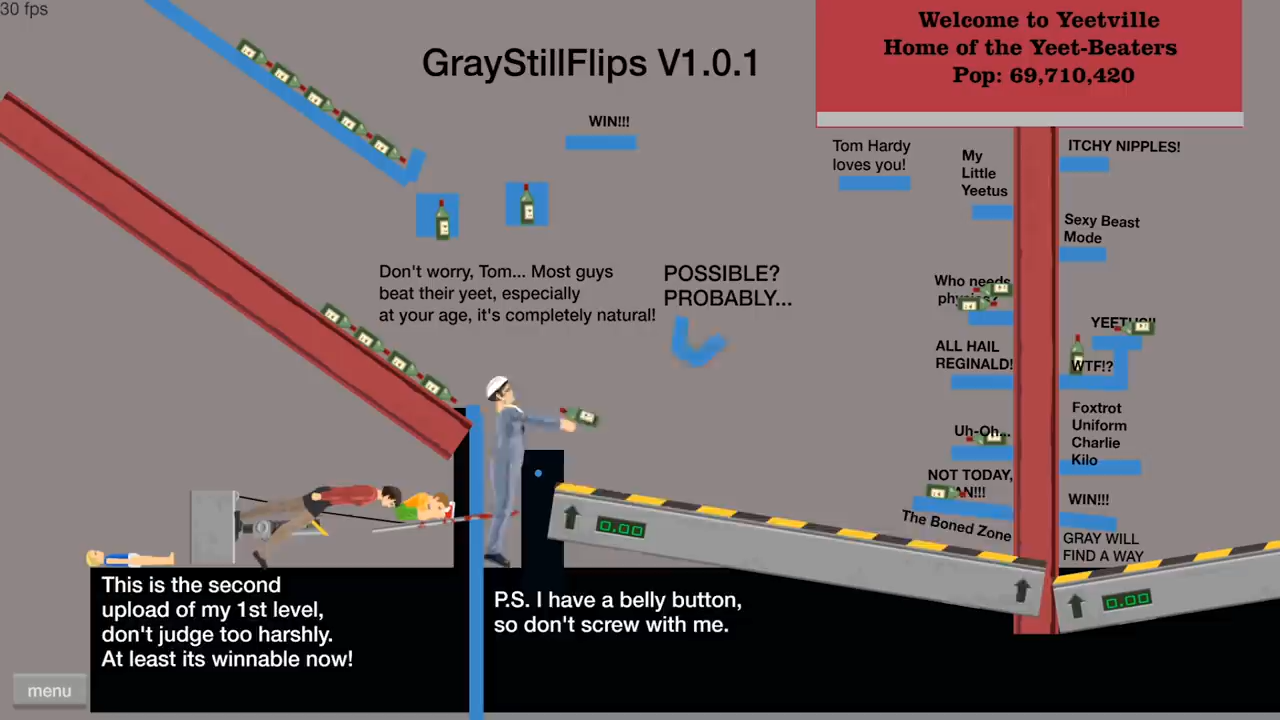 30 fps
GrayStillFlips V1.0.1
Welcome to Yeetville
Home of the Yeet-Beaters
Pop: 69,710,420
WIN!!!
Tom Hardy
loves you!
My
Little
Yeetus
ITCHY NIPPLES!
Sexy Beast
Mode
Don't worry, Tom... Most guys
beat their yeet, especially
at your age, it's completely natural!
POSSIBLE?
PROBABLY...
Who needs
YEETUS!!
ALL HAIL
REGINALD!
WTF!?
Foxtrot
Uniform
Charlie
Kilo
Uh-Oh...
NOT TODAY,
WIN!!!
The Boned Zone
GRAY WILL
FIND A WAY
0.00
0.00
This is the second
upload of my 1st level,
don't judge too harshly.
At least its winnable now!
P.S. I have a belly button,
so don't screw with me.
menu